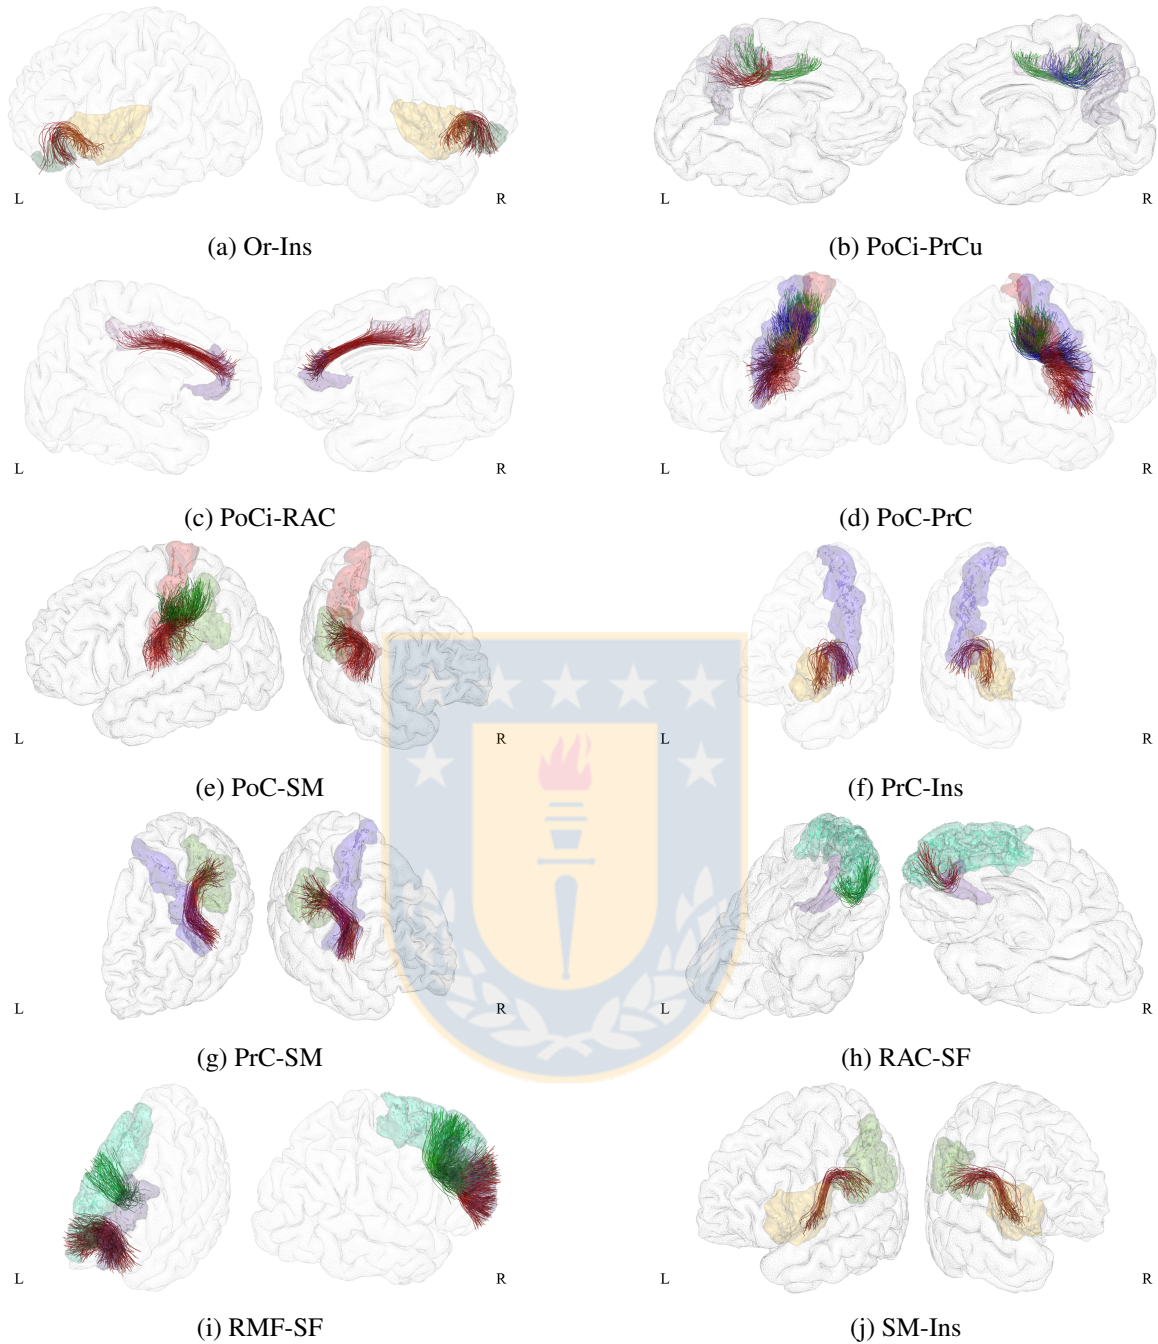 L R L R
(a) Or-Ins (b) PoCi-PrCu
L R L R
(c) PoCi-RAC (d) PoC-PrC
L R L R
(e) PoC-SM (f) PrC-Ins
L R L R
(g) PrC-SM (h) RAC-SF
L R L R
(i) RMF-SF (j) SM-Ins